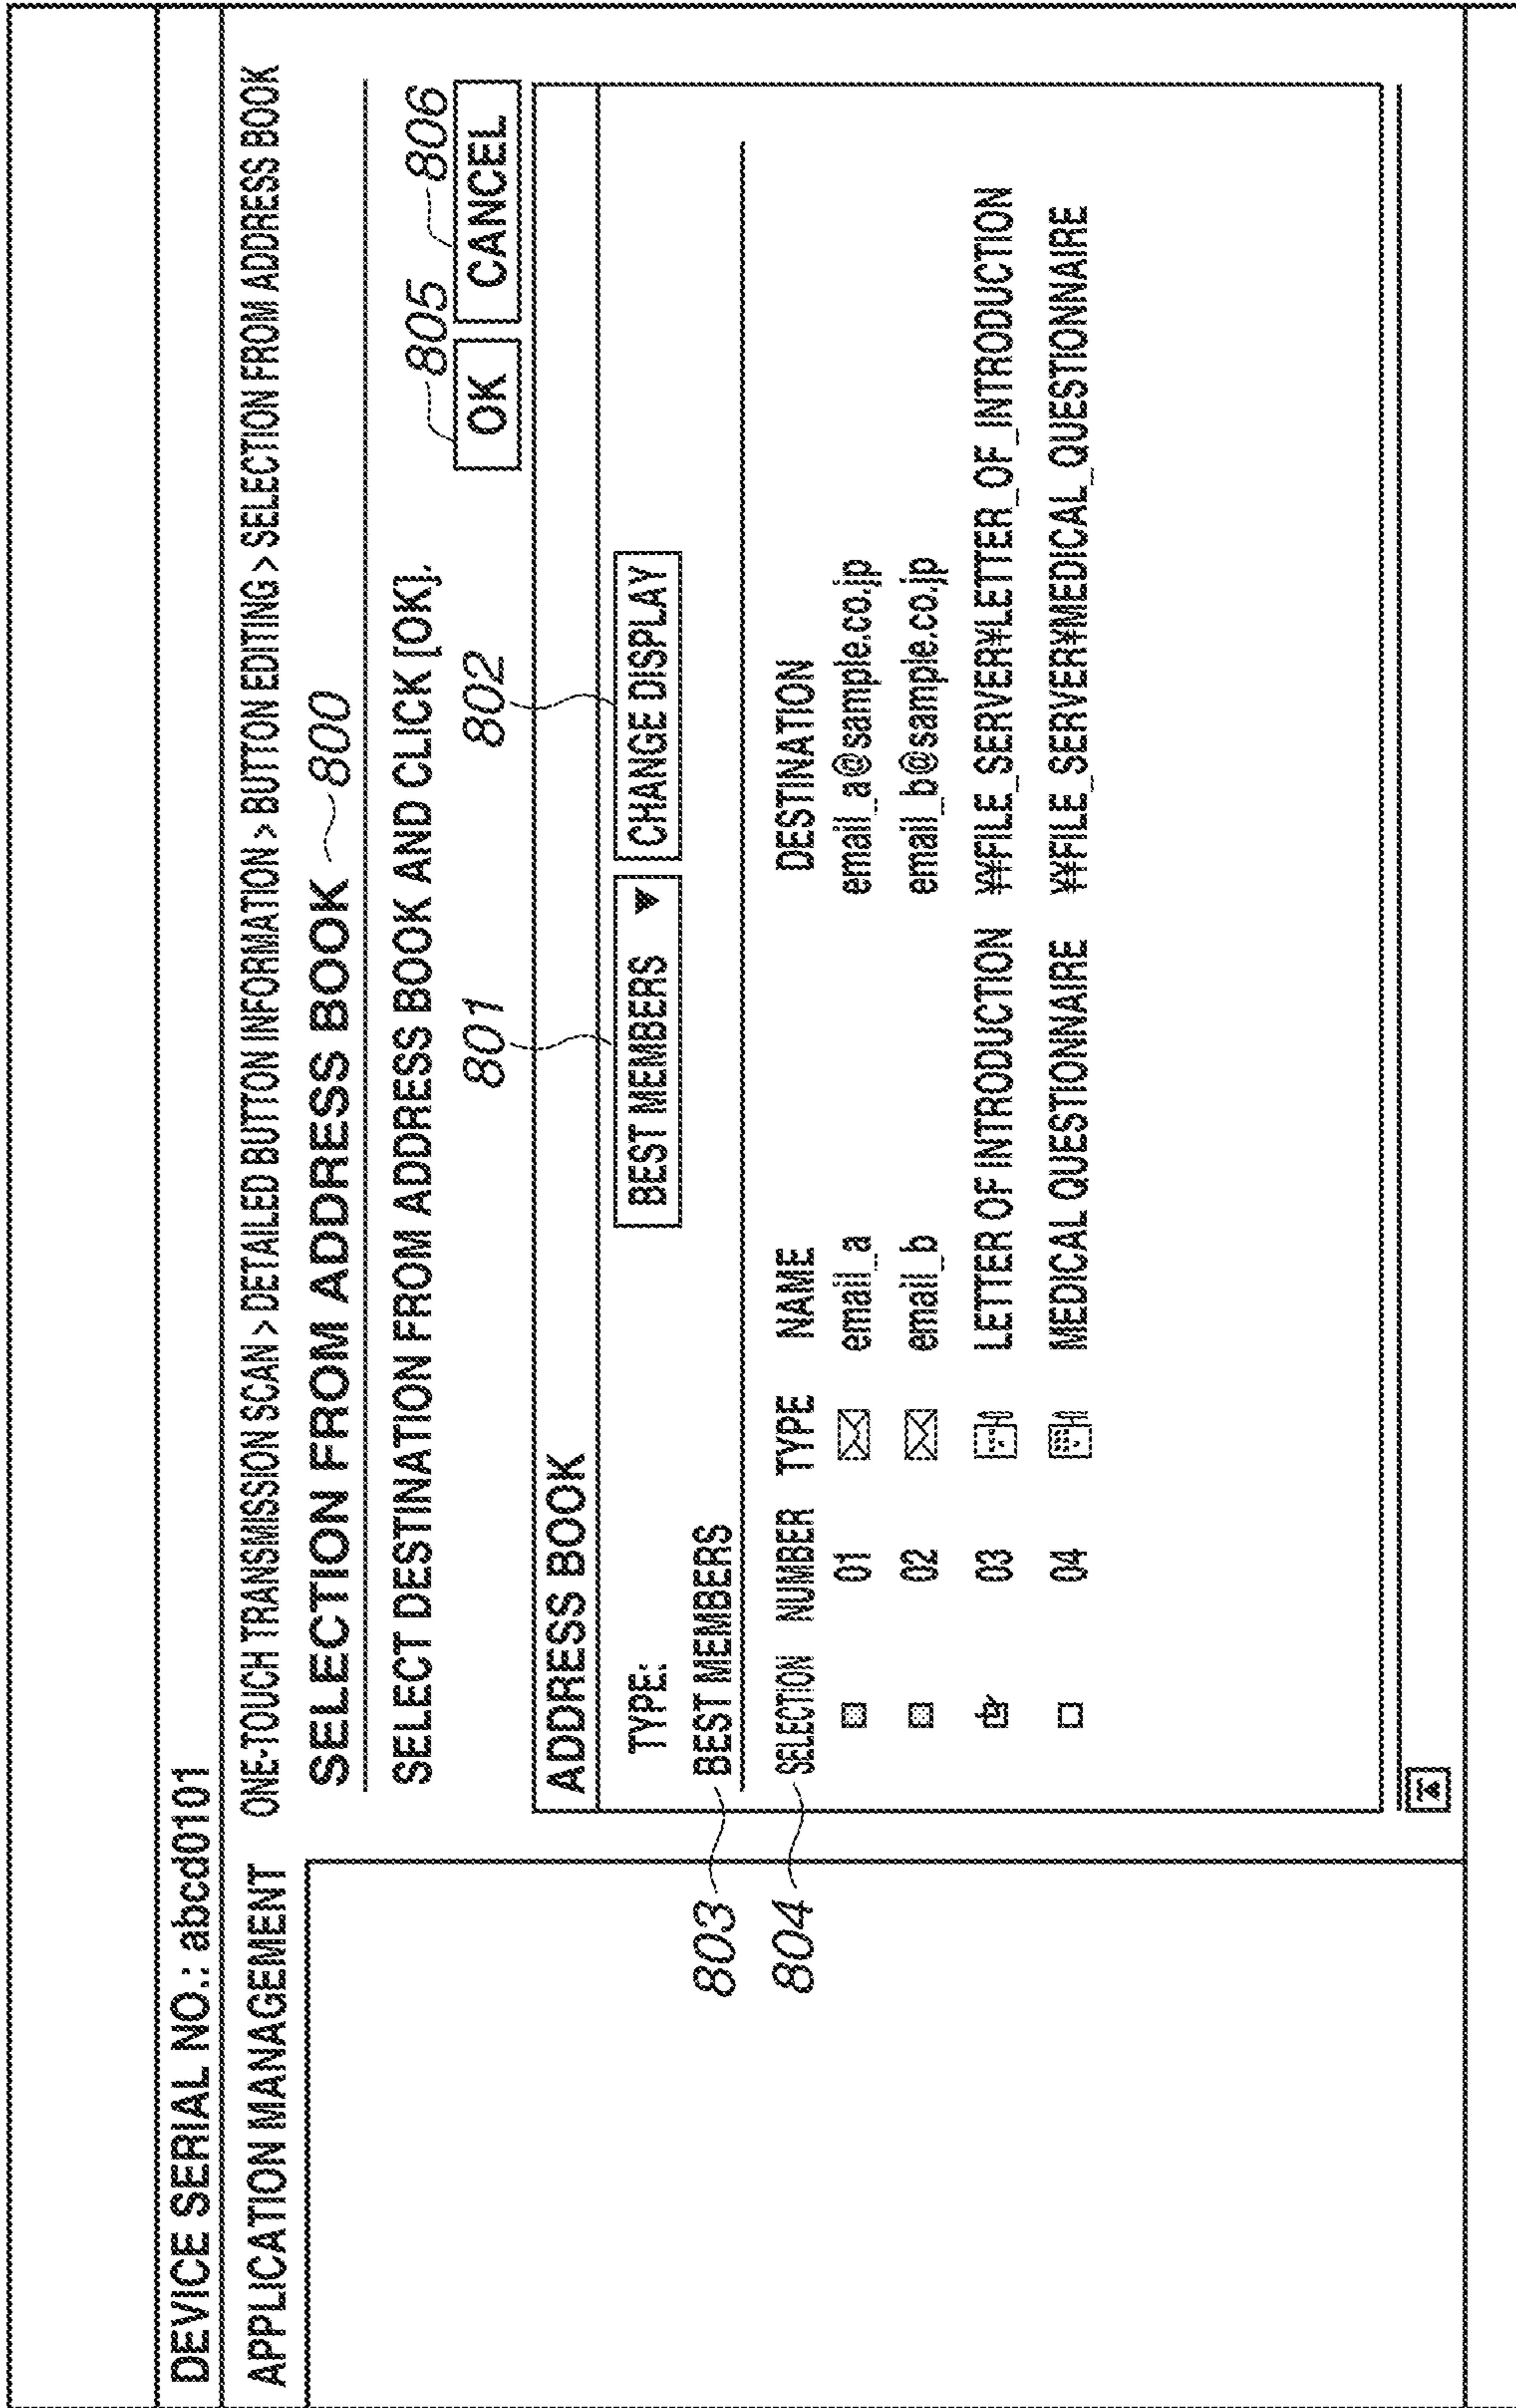 DEVICE SERIAL NO.: abcd0101
APPLICATION MANAGEMENT
ONE-TOUCH TRANSMISSION SCAN > DETAILED BUTTON INFORMATION > BUTTON EDITING > SELECTION FROM ADDRESS BOOK
SELECTION FROM ADDRESS BOOK 800
SELECT DESTINATION FROM ADDRESS BOOK AND CLICK [OK].
805 806
OK CANCEL
801 802
ADDRESS BOOK
TYPE: BEST MEMBERS ▼ CHANGE DISPLAY
803 BEST MEMBERS
804 SELECTION NUMBER TYPE NAME DESTINATION
01 email_a email_a@sample.co.jp
02 email_b email_b@sample.co.jp
03 LETTER OF INTRODUCTION ¥¥FILE_SERVER¥LETTER_OF_INTRODUCTION
04 MEDICAL QUESTIONNAIRE ¥¥FILE_SERVER¥MEDICAL_QUESTIONNAIRE